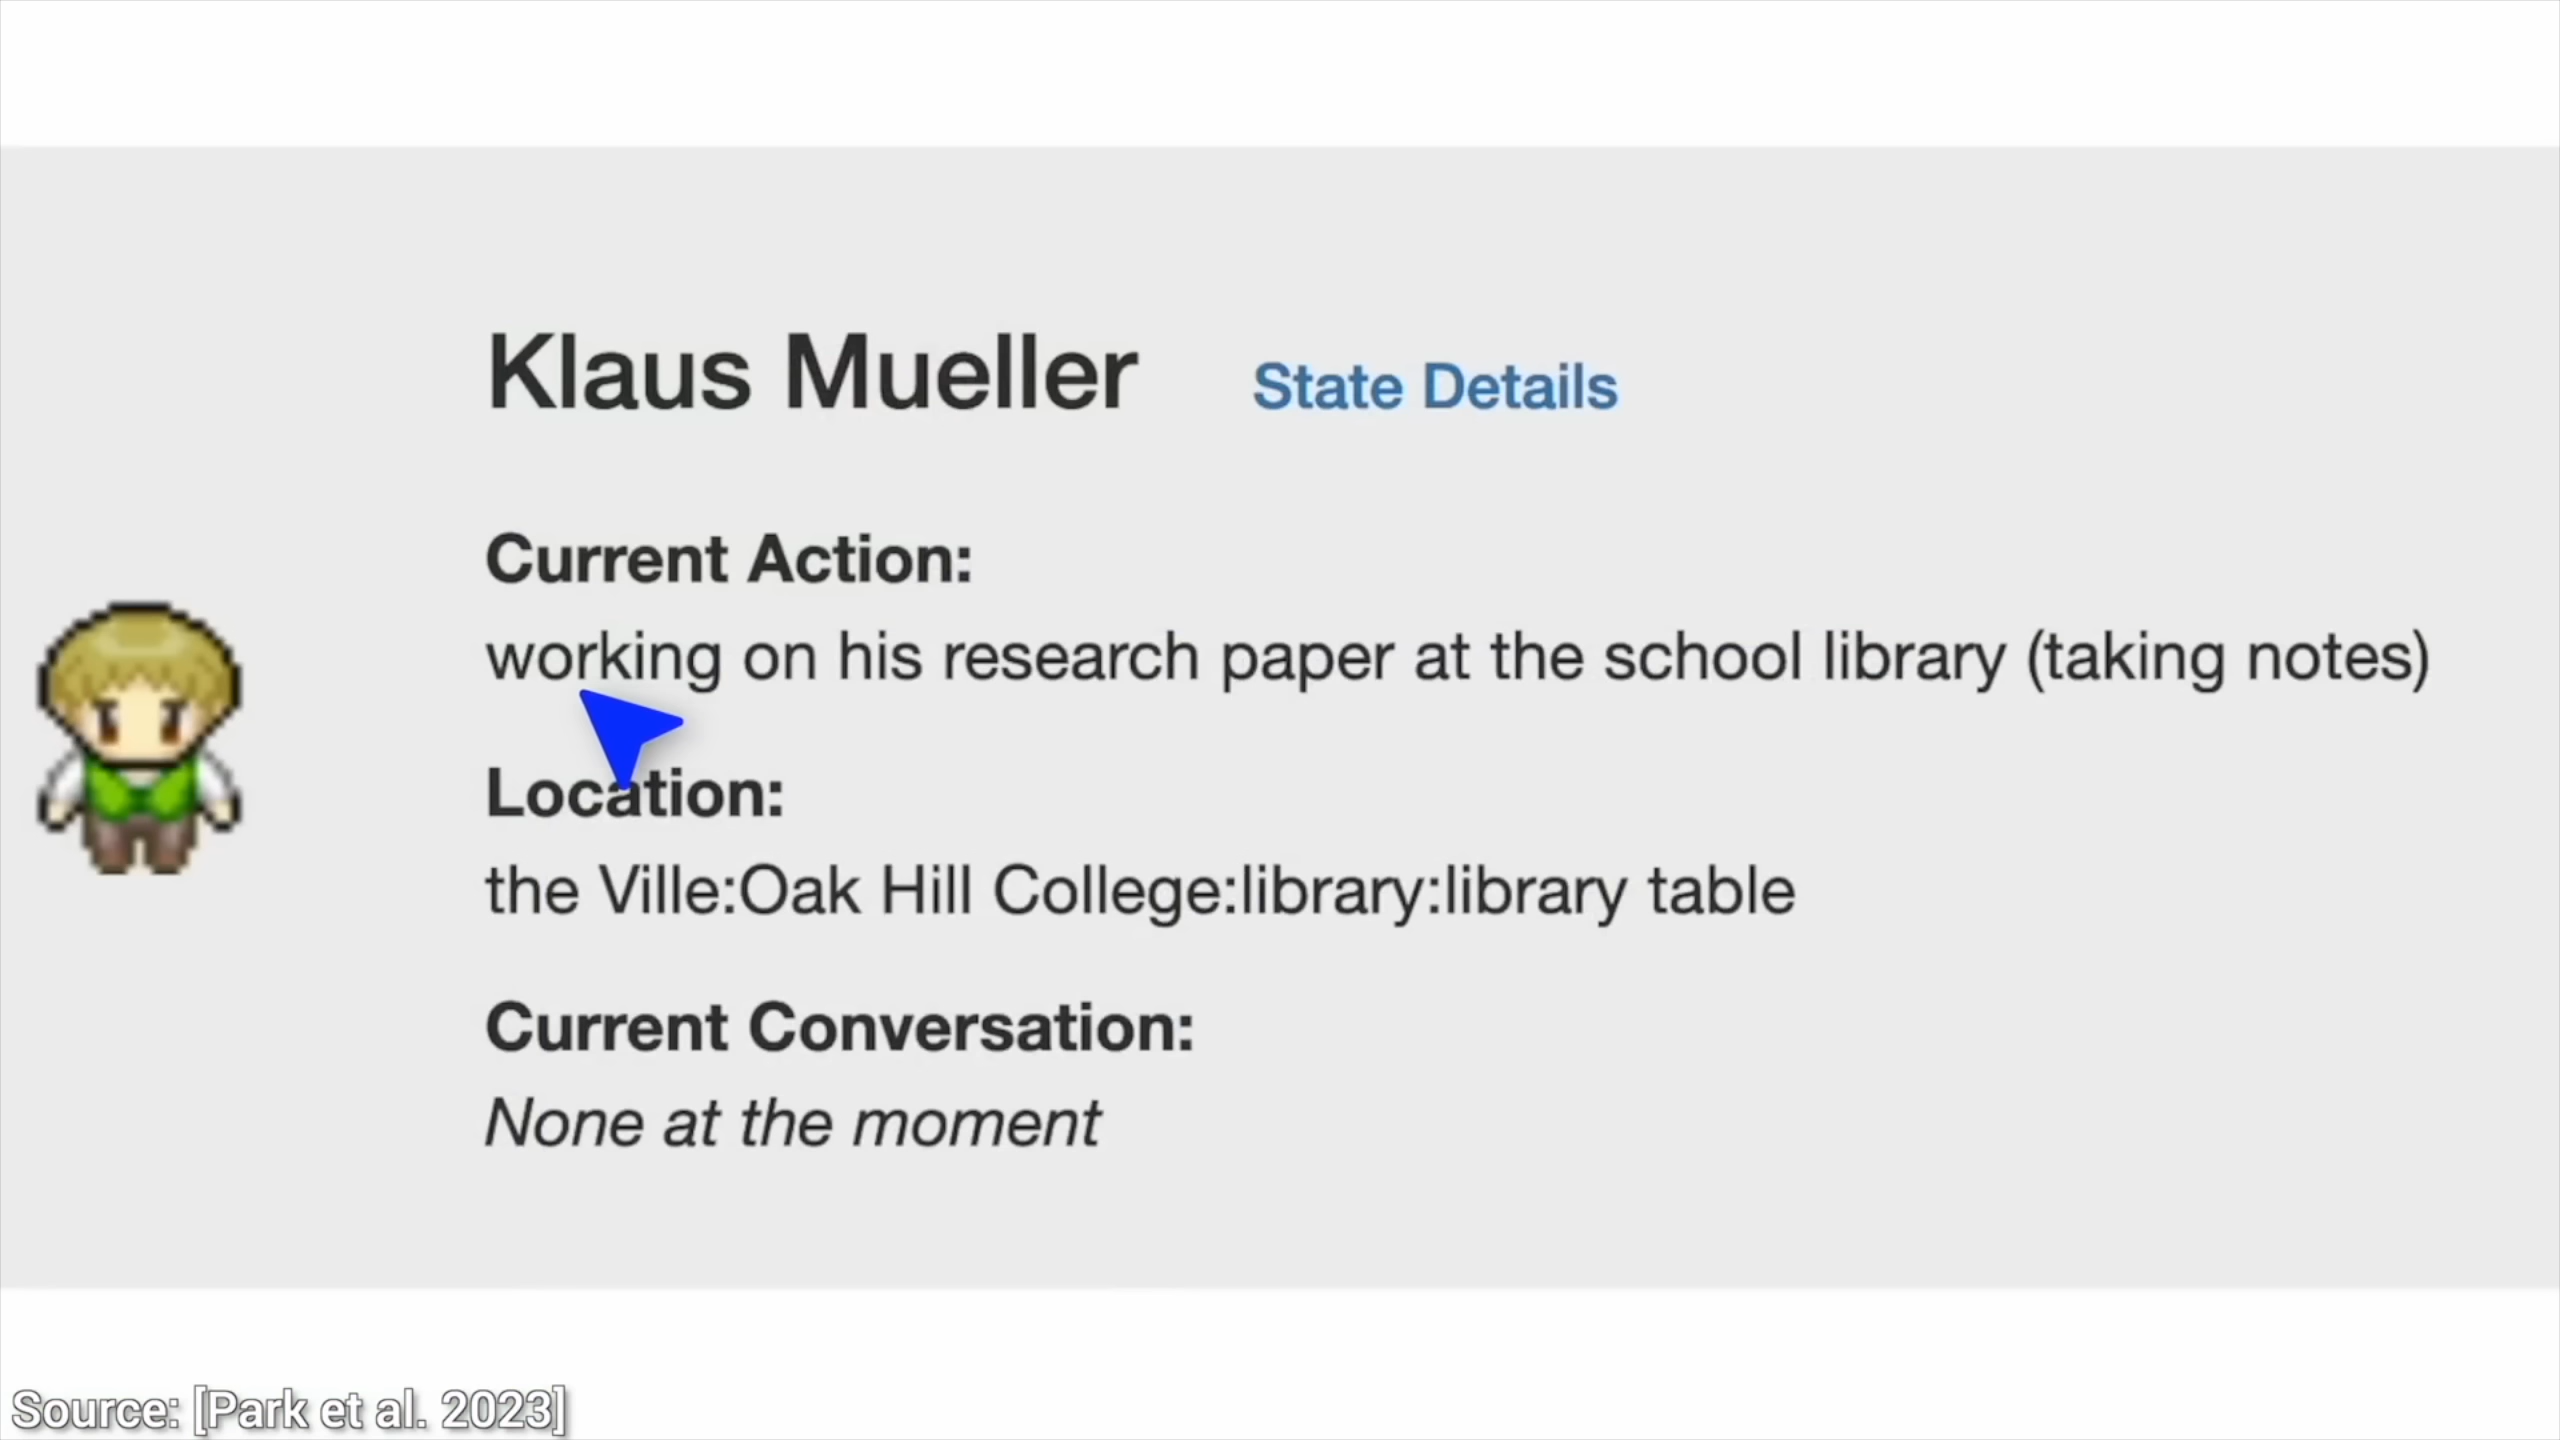 Klaus Mueller
State Details
Current Action:
working on his research paper at the school library (taking notes)
Location:
the Ville:Oak Hill College:library:library table
Current Conversation:
None at the moment
Source: [Park et al. 2023]